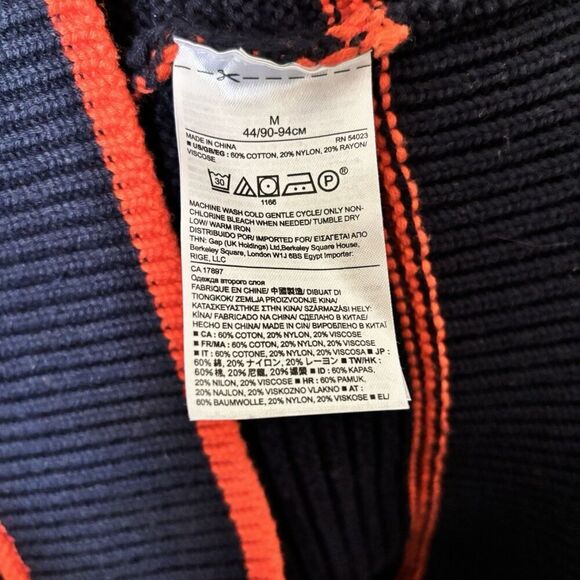 M
44/90-94CM
MADE IN CHINA RN 54023
■ US/GB/EG : 60% COTTON, 20% NYLON, 20% RAYON/
VISCOSE
30 P®
1166
MACHINE WASH COLD GENTLE CYCLE/ ONLY NON-
CHLORINE BLEACH WHEN NEEDED/ TUMBLE DRY
LOW/ WARM IRON
DISTRIBUIDO POR/ IMPORTED FOR/ ΕΙΣΑΓΕΤΑΙ ΑΠΟ
ΤΗΝ: Gap (UK Holdings) Ltd,Berkeley Square House,
Berkeley Square, London W1J 6BS Egypt Importer:
RIGE, LLC
CA 17897
Одежда второго слоя
FABRIQUE EN CHINE/ 中國製造/ DIBUAT DI
TIONGKOK/ ZEMLJA PROIZVODNJE KINA/
ΚΑΤΑΣΚΕΥΑΣΤΗΚΕ ΣΤΗΝ ΚΙΝΑ/ SZÁRMAZÁSI HELY:
KÍNA/ FABRICADO NA CHINA/ СДЕЛАНО В КИТАЕ/
HECHO EN CHINA/ MADE IN CIN/ ВИРОБЛЕНО В КИТАЇ
■ CA : 60% COTON, 20% NYLON, 20% VISCOSE
■ FR/MA : 60% COTON, 20% NYLON, 20% VISCOSE
■ IT : 60% COTONE, 20% NYLON, 20% VISCOSA ■ JP :
60% 綿, 20% ナイロン, 20% レーヨン ■ TW/HK :
60% 棉, 20% 尼龍, 20% 嫘縈 ■ ID : 60% KAPAS,
20% NILON, 20% VISCOSE ■ HR : 60% PAMUK,
20% NAJLON, 20% VISKOZNO VLAKNO ■ AT :
60% BAUMWOLLE, 20% NYLON, 20% VISKOSE ■ EL/